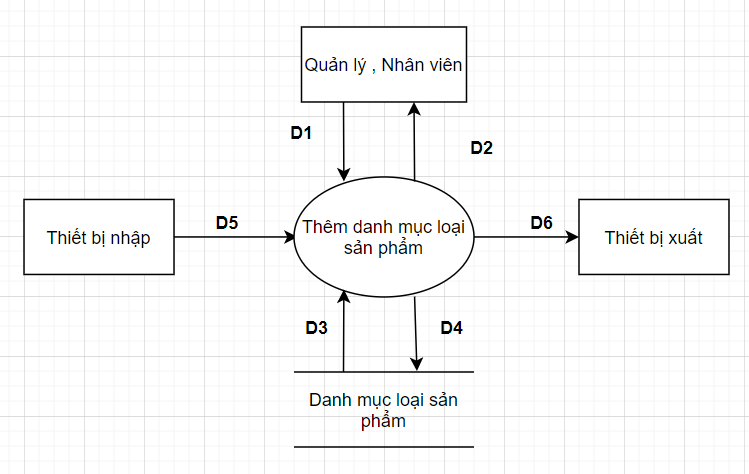 Quản lý , Nhân viên
D1
D2
Thiết bị nhập
D5
Thêm danh mục loại
sản phẩm
D6
Thiết bị xuất
D3
D4
Danh mục loại sản
phẩm